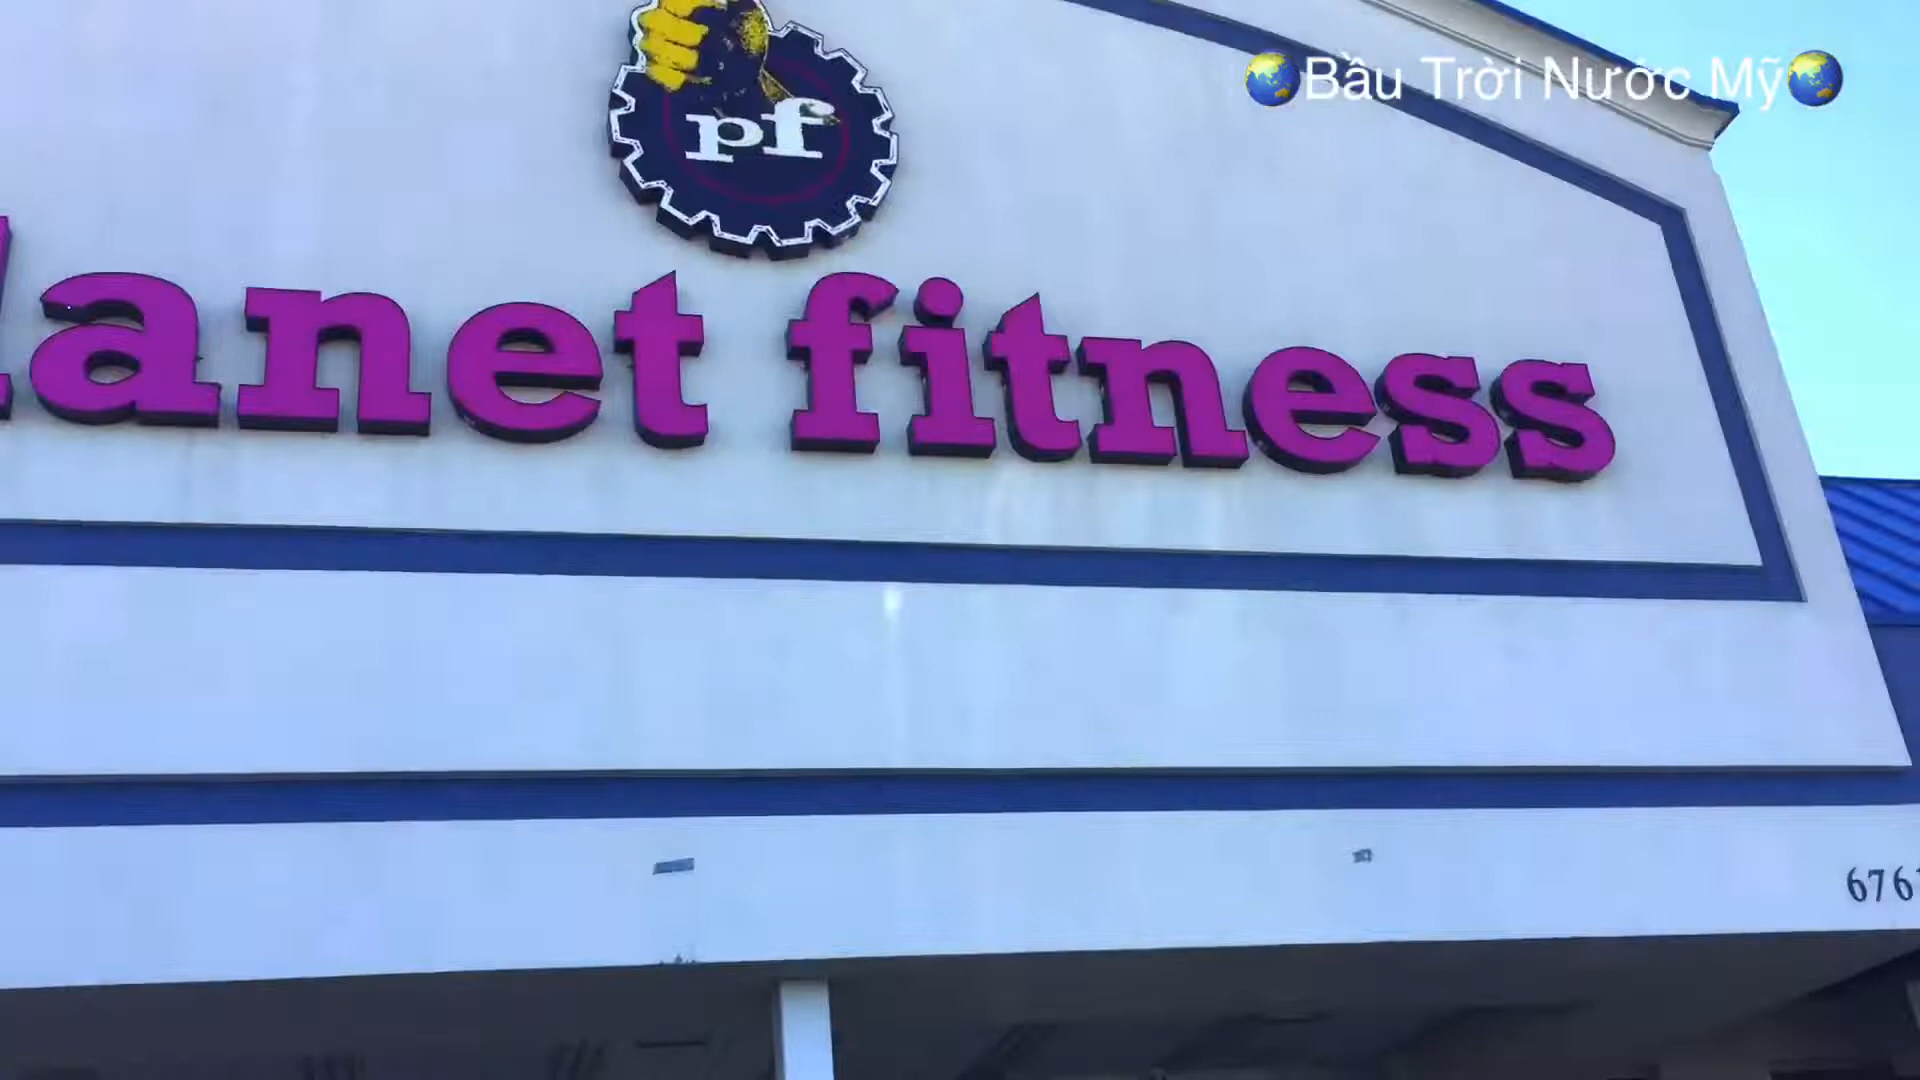 🌏Bầu Trời Nước Mỹ🌏
pf
lanet fitness
676